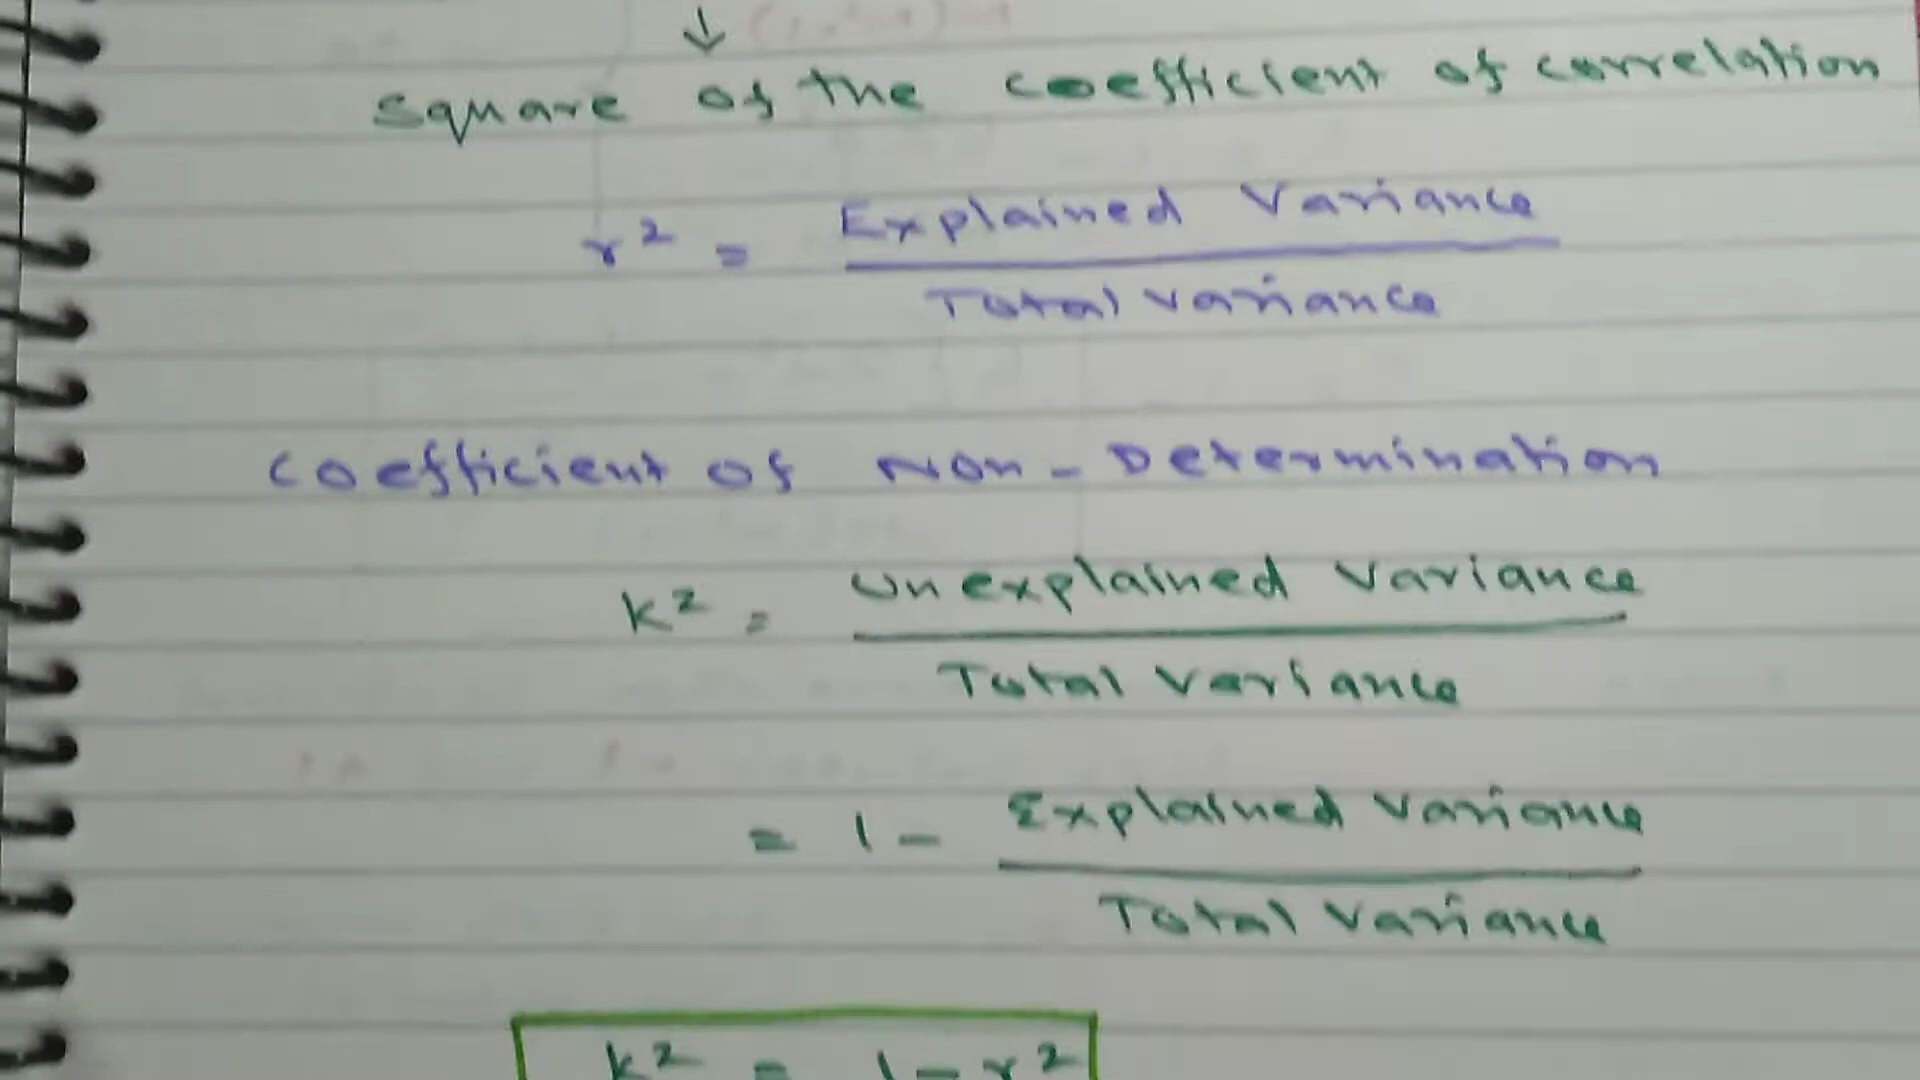 ↓
square of the coefficient of correlation
r² = Explained Variance / Total variance
Coefficient of Non-Determination
k² = Unexplained Variance / Total Variance
= 1 - Explained Variance / Total Variance
k² = 1 - r²